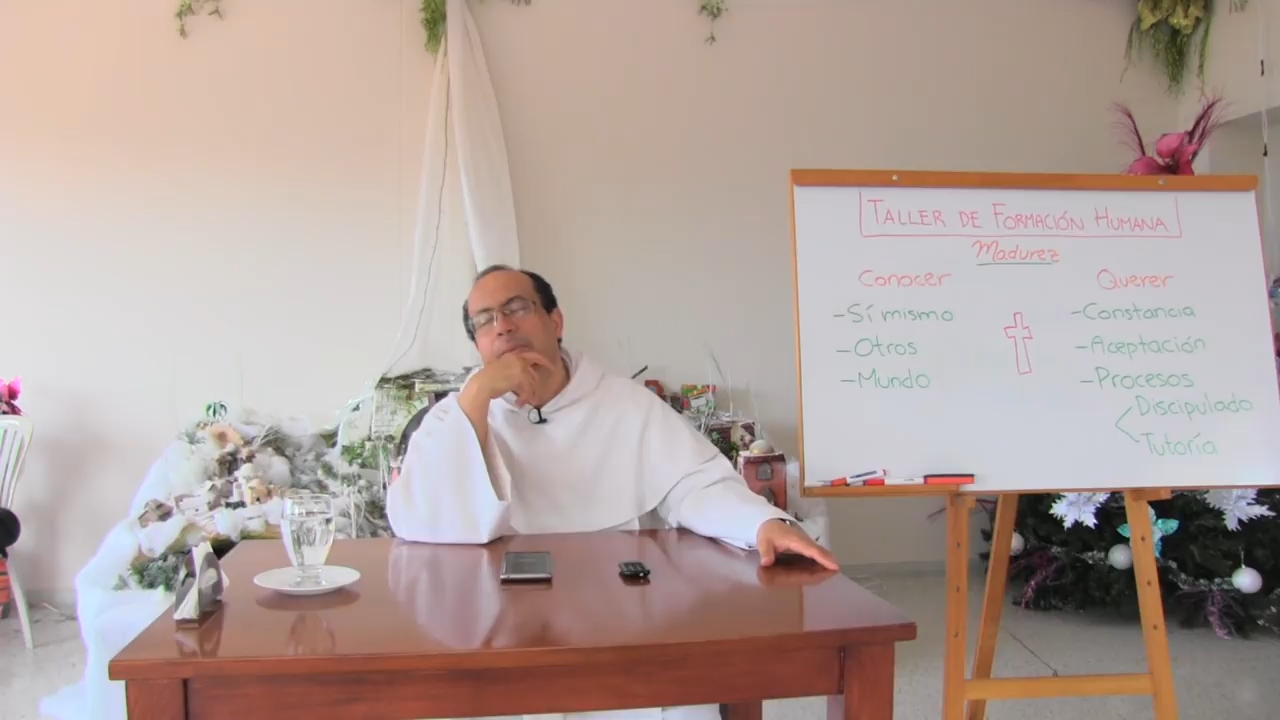 TALLER DE FORMACIÓN HUMANA
Madurez
Conocer
- Sí mismo
- Otros
- Mundo
Querer
- Constancia
- Aceptación
- Procesos
Discipulado
Tutoría